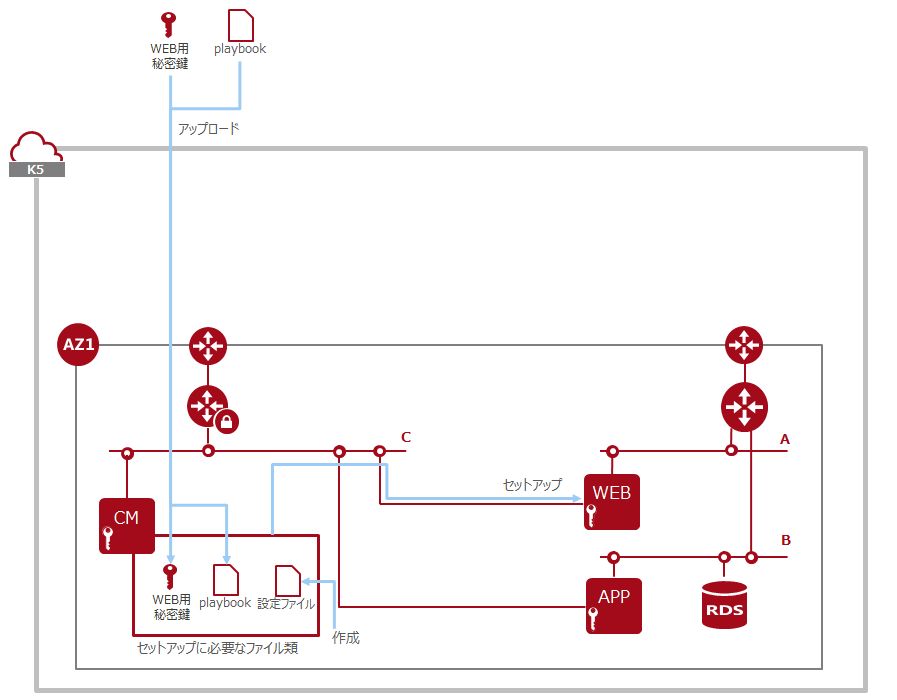 WEB用
秘密鍵
playbook
アップロード
K5
AZ1
C
A
セットアップ
WEB
CM
B
WEB用
秘密鍵
playbook
設定ファイル
APP
RDS
作成
セットアップに必要なファイル類